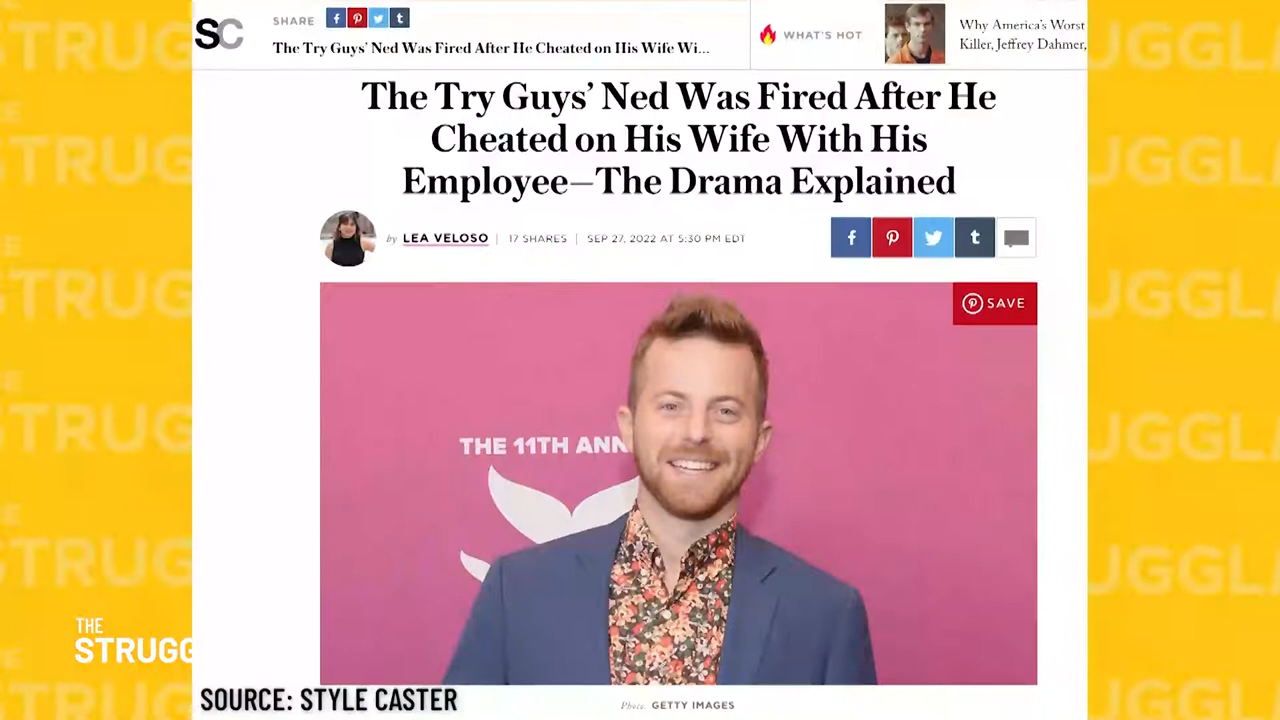 SC
SHARE
The Try Guys' Ned Was Fired After He Cheated on His Wife Wi...
WHAT'S HOT
Why America's Worst
Killer, Jeffrey Dahmer,
The Try Guys' Ned Was Fired After He
Cheated on His Wife With His
Employee—The Drama Explained
by LEA VELOSO | 17 SHARES | SEP 27, 2022 AT 5:30 PM EDT
SAVE
THE 11TH ANN
THE
STRUGG
SOURCE: STYLE CASTER
Photo: GETTY IMAGES